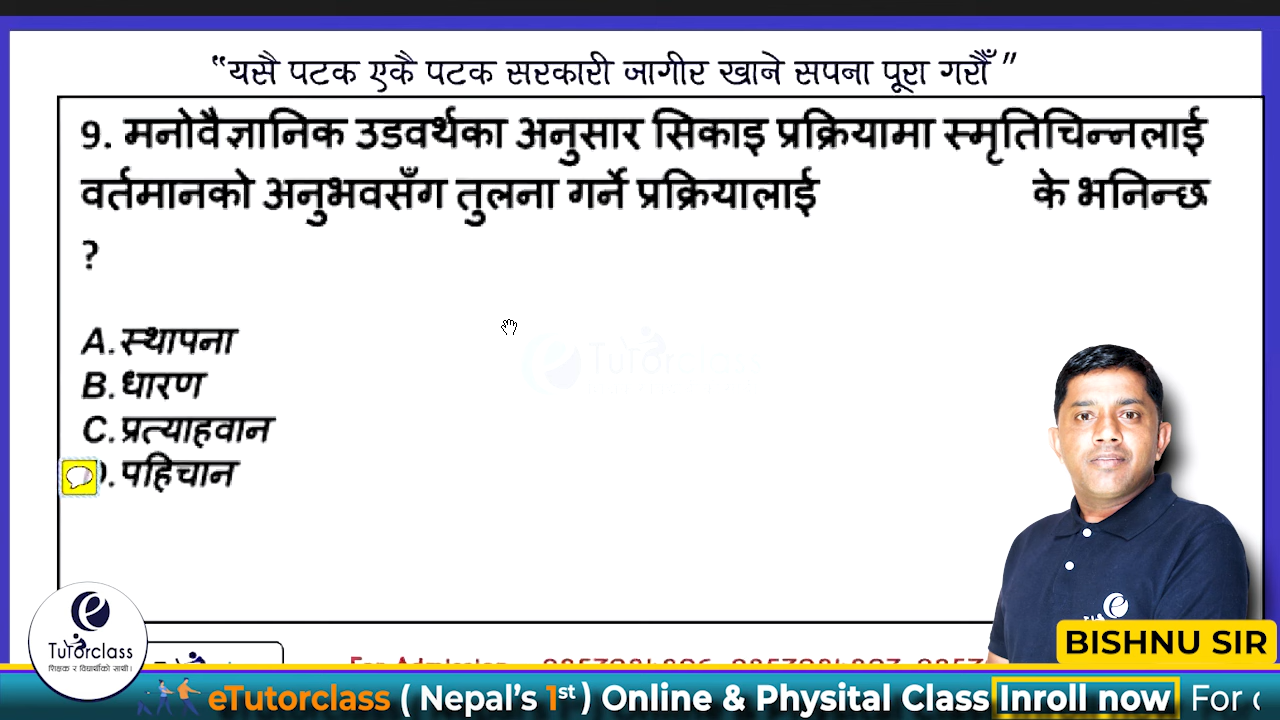 “यसै पटक एकै पटक सरकारी जागीर खाने सपना पूरा गरौँ”
9. मनोवैज्ञानिक उडवर्थका अनुसार सिकाइ प्रक्रियामा स्मृतिचिन्नलाई
वर्तमानको अनुभवसँग तुलना गर्ने प्रक्रियालाई के भनिन्छ
?
A. स्थापना
B. धारण
C. प्रत्याहवान
. पहिचान
Tutorclass
शिक्षक र विद्यार्थीको साथी।
BISHNU SIR
eTutorclass ( Nepal’s 1st ) Online & Physital Class Inroll now For